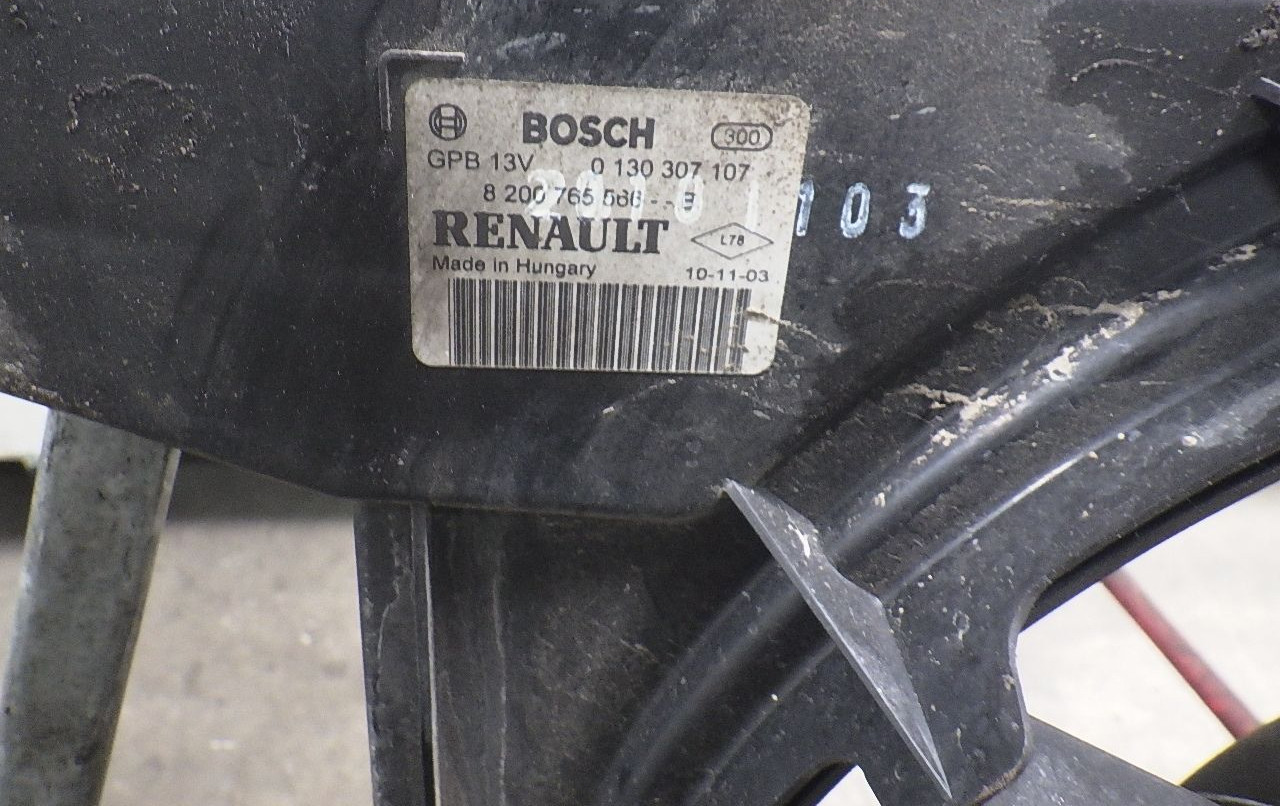 BOSCH 300
GPB 13V 0 130 307 107
8 200 765 566 - - B
20101103
RENAULT L78
Made in Hungary 10-11-03